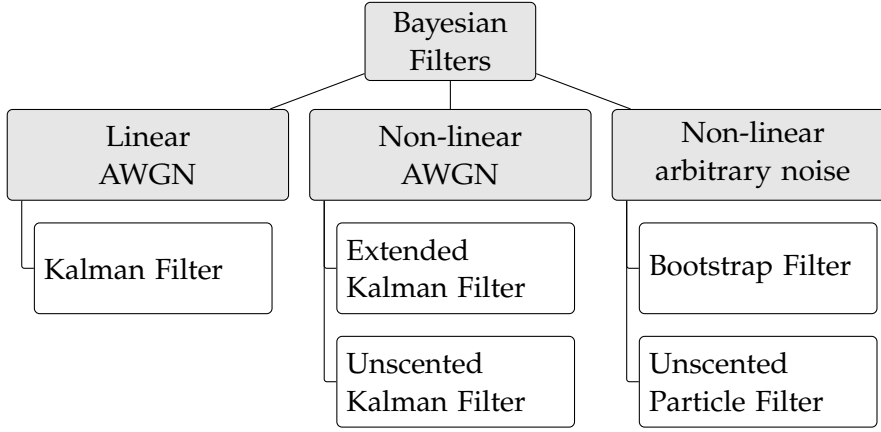 Bayesian
Filters
Linear
AWGN
Non-linear
AWGN
Non-linear
arbitrary noise
Kalman Filter
Extended
Kalman Filter
Bootstrap Filter
Unscented
Kalman Filter
Unscented
Particle Filter